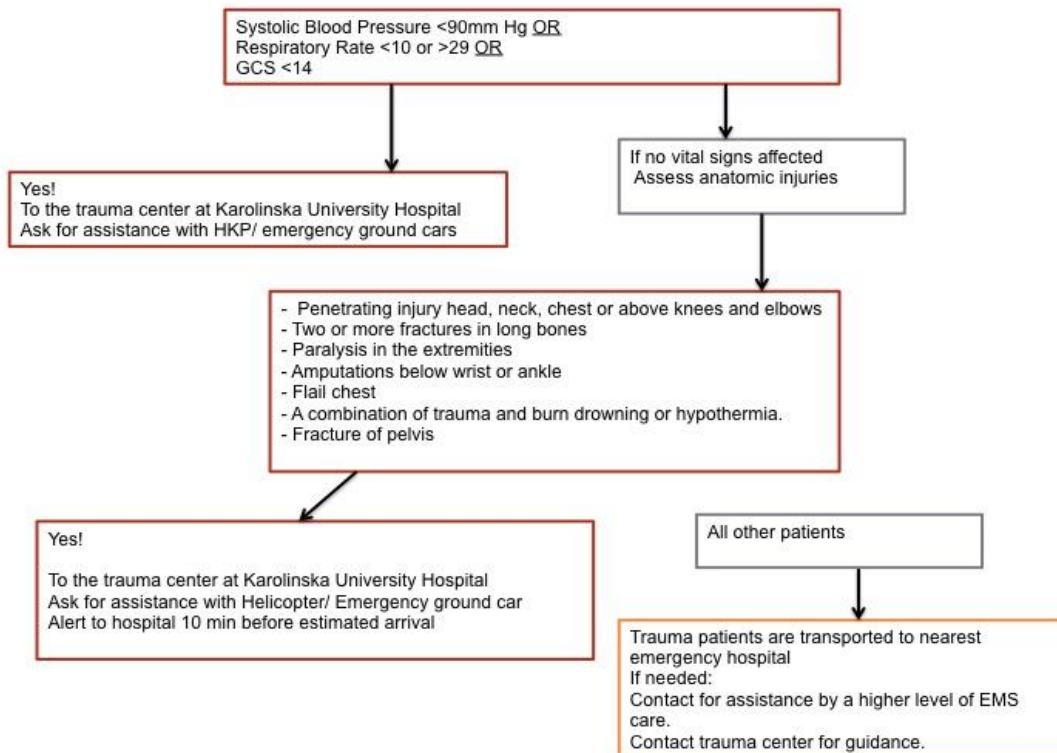 Systolic Blood Pressure <90mm Hg OR
Respiratory Rate <10 or >29 OR
GCS <14
If no vital signs affected
Assess anatomic injuries
Yes!
To the trauma center at Karolinska University Hospital
Ask for assistance with HKP/ emergency ground cars
- Penetrating injury head, neck, chest or above knees and elbows
- Two or more fractures in long bones
- Paralysis in the extremities
- Amputations below wrist or ankle
- Flail chest
- A combination of trauma and burn drowning or hypothermia.
- Fracture of pelvis
Yes!
To the trauma center at Karolinska University Hospital
Ask for assistance with Helicopter/ Emergency ground car
Alert to hospital 10 min before estimated arrival
All other patients
Trauma patients are transported to nearest
emergency hospital
If needed:
Contact for assistance by a higher level of EMS
care.
Contact trauma center for guidance.